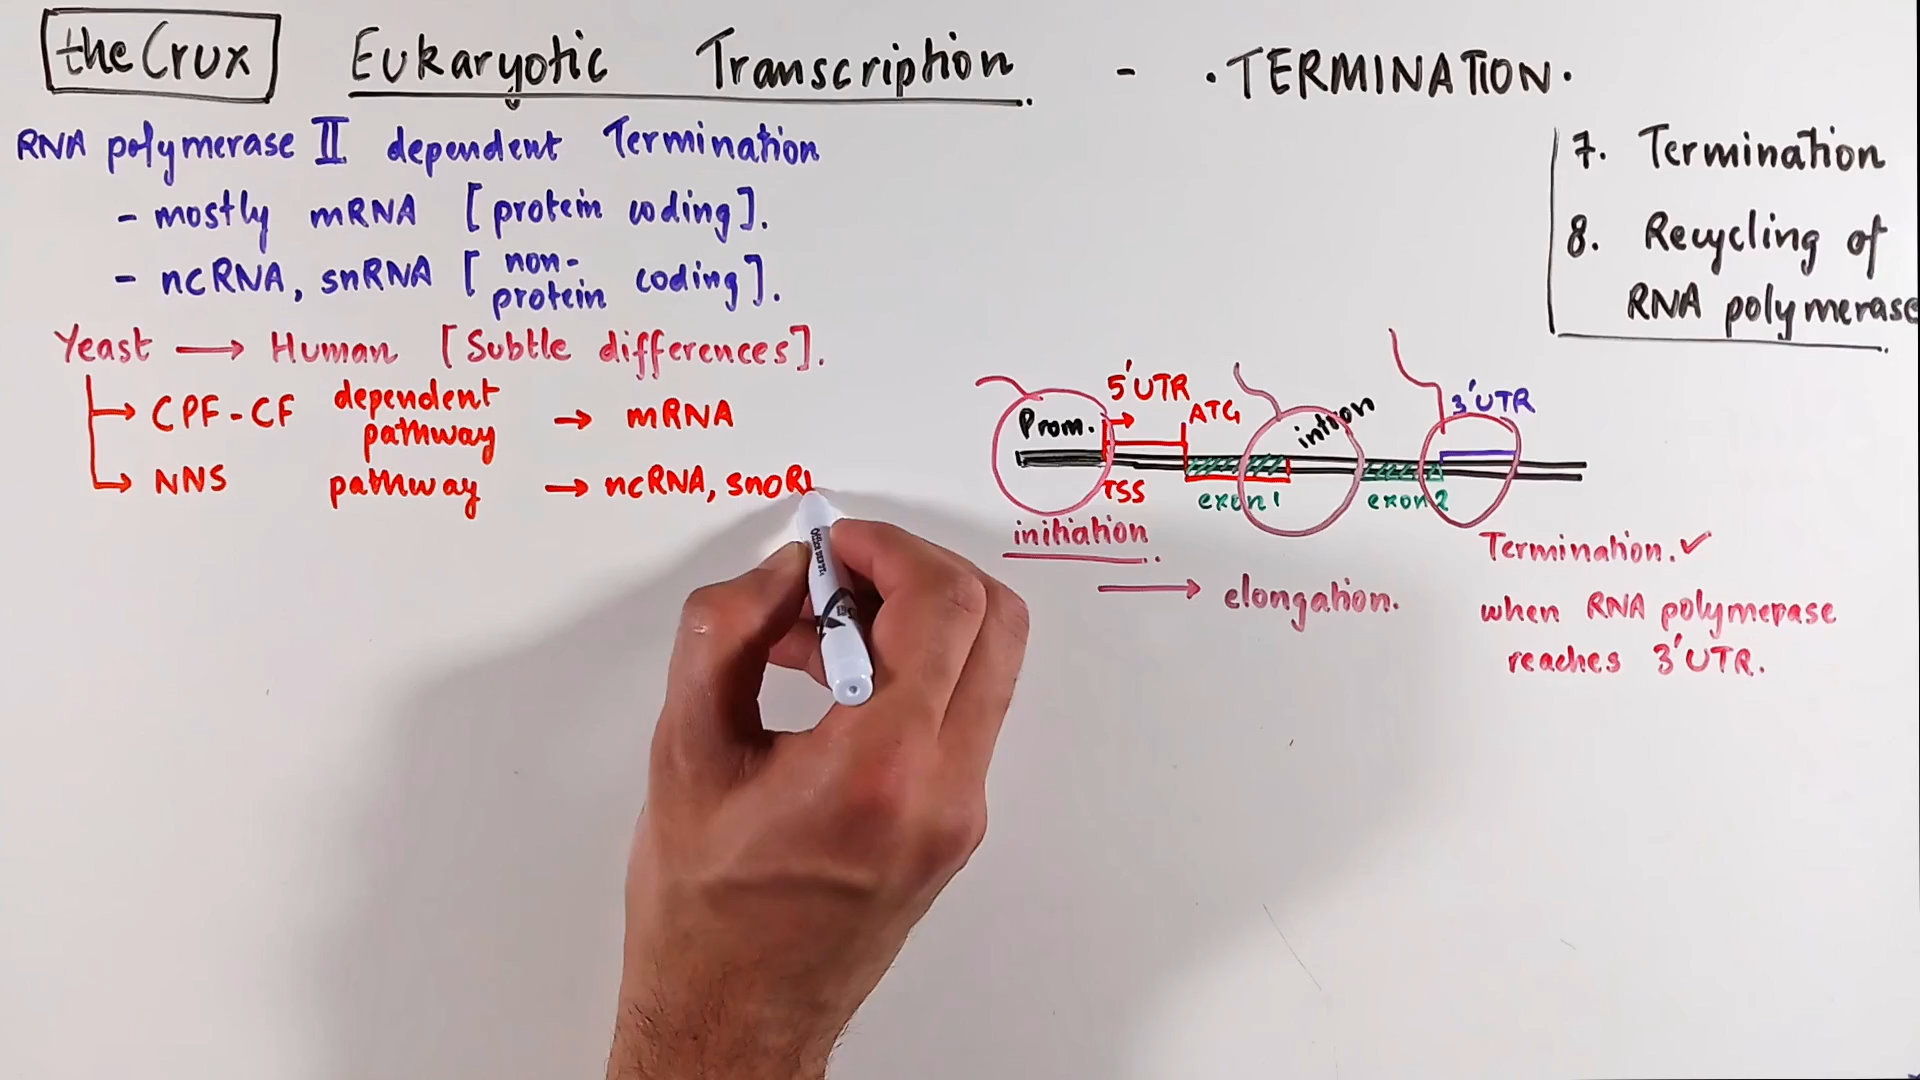 theCrux Eukaryotic Transcription - . TERMINATION .
RNA polymerase II dependent Termination
- mostly mRNA [protein coding].
- ncRNA, snRNA [non-protein coding].
Yeast → Human [Subtle differences].
→ CPF-CF dependent pathway → mRNA
→ NNS pathway → ncRNA, snoR
7. Termination
8. Recycling of
RNA polymerase
5'UTR
ATG
3'UTR
Prom.
intron
TSS
exon 1
exon 2
initiation.
→ elongation.
Termination. ✓
when RNA polymerase
reaches 3'UTR.